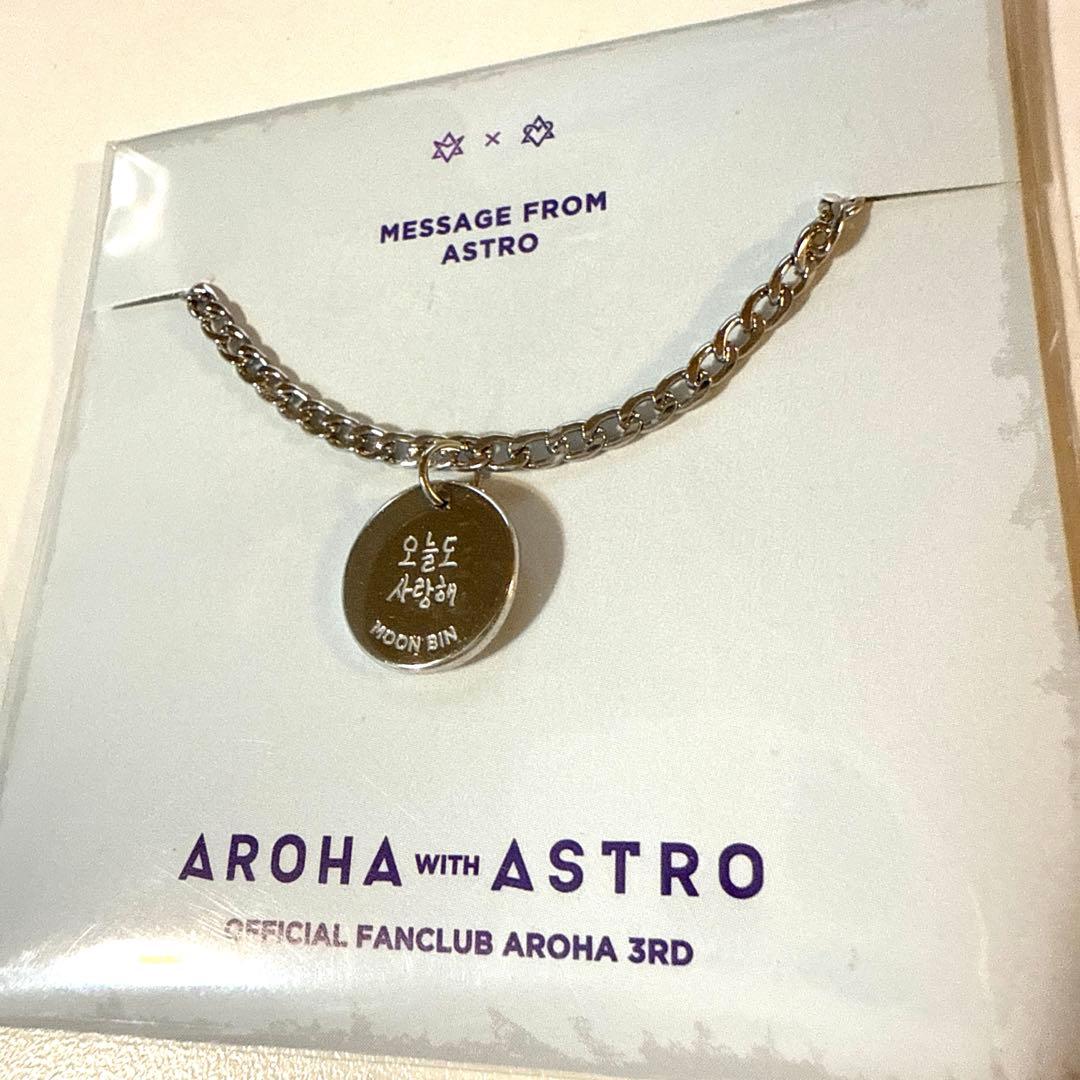 ×
MESSAGE FROM
ASTRO
오늘도
사랑해
MOON BIN
AROHA WITH ASTRO
OFFICIAL FANCLUB AROHA 3RD